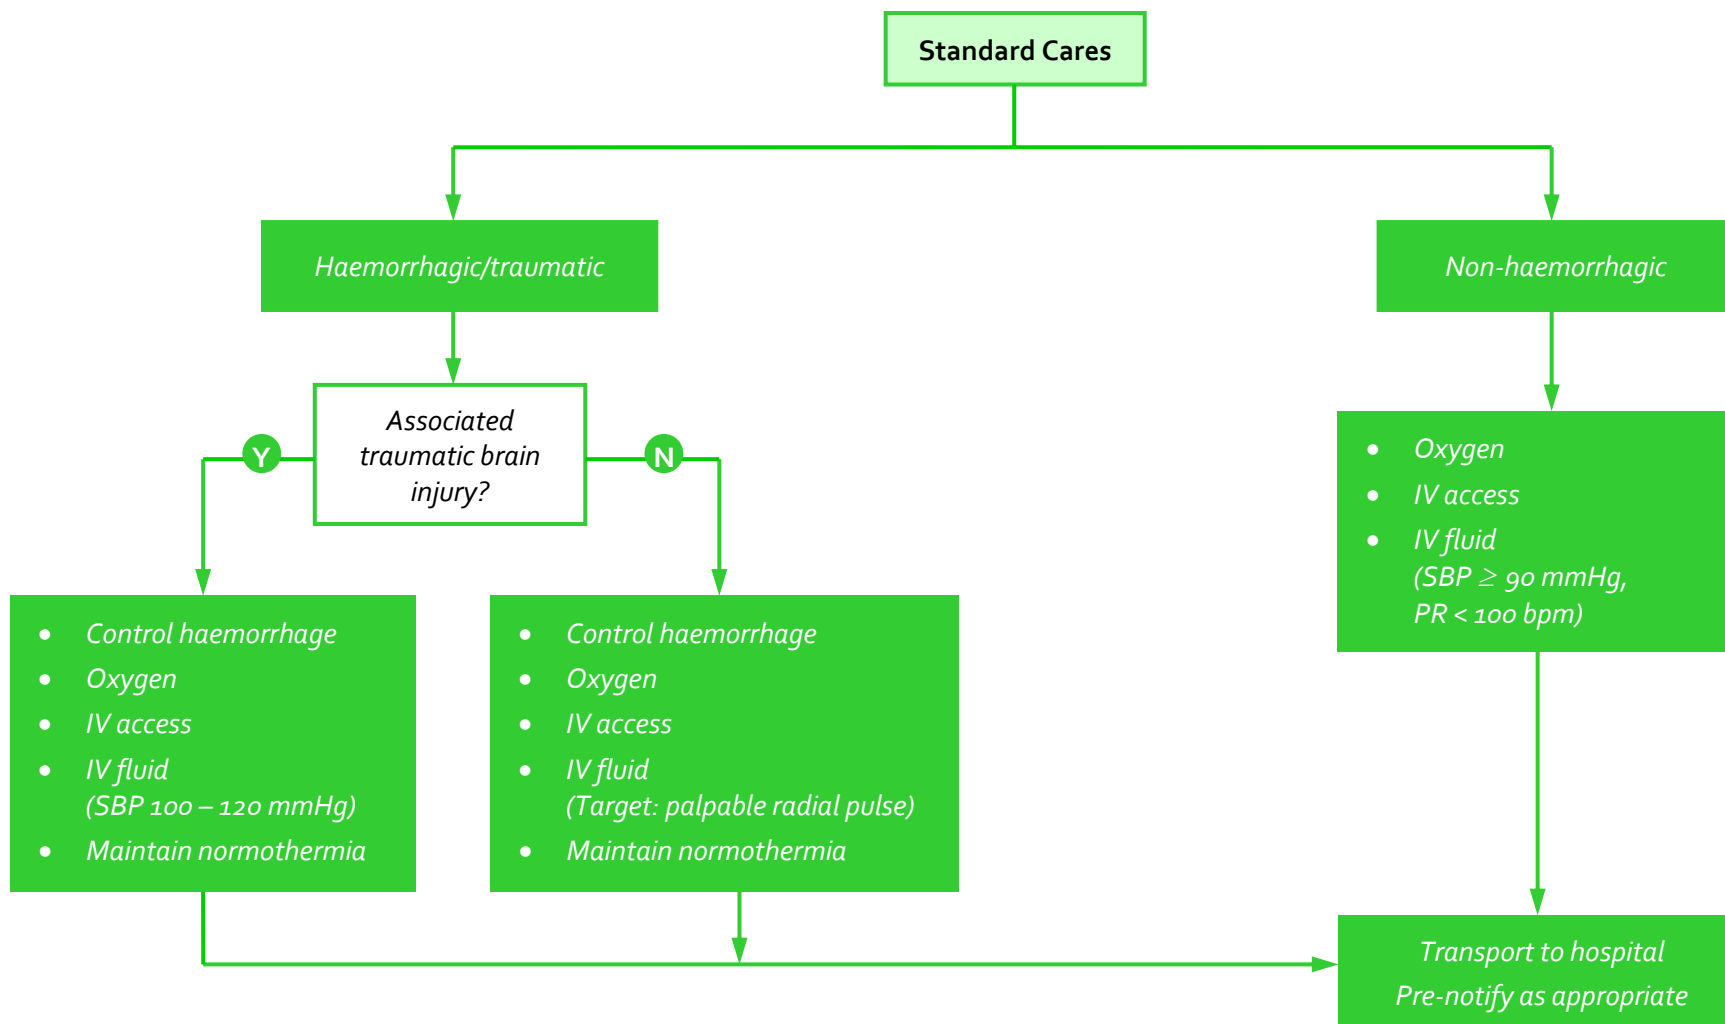 Standard Cares
Haemorrhagic/traumatic
Non-haemorrhagic
Associated
traumatic brain
injury?
Y
N
• Oxygen
• IV access
• IV fluid
(SBP ≥ 90 mmHg,
PR < 100 bpm)
• Control haemorrhage
• Oxygen
• IV access
• IV fluid
(SBP 100 – 120 mmHg)
• Maintain normothermia
• Control haemorrhage
• Oxygen
• IV access
• IV fluid
(Target: palpable radial pulse)
• Maintain normothermia
Transport to hospital
Pre-notify as appropriate